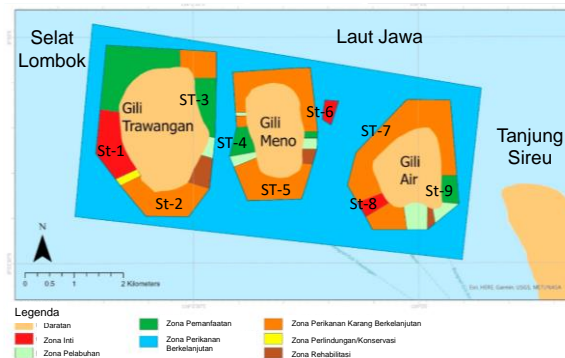 Selat
Lombok
Laut Jawa
Gili
Trawangan
ST-3
St-1
St-2
Gili
Meno
St-6
ST-4
ST-5
ST-7
Gili
Air
St-9
St-8
Tanjung
Sireu
N
0 0.5 1 2 Kilometers
Legenda
Daratan
Zona Inti
Zona Pelabuhan
Zona Pemanfaatan
Zona Perikanan
Berkelanjutan
Zona Perikanan Karang Berkelanjutan
Zona Perlindungan/Konservasi
Zona Rehabilitasi